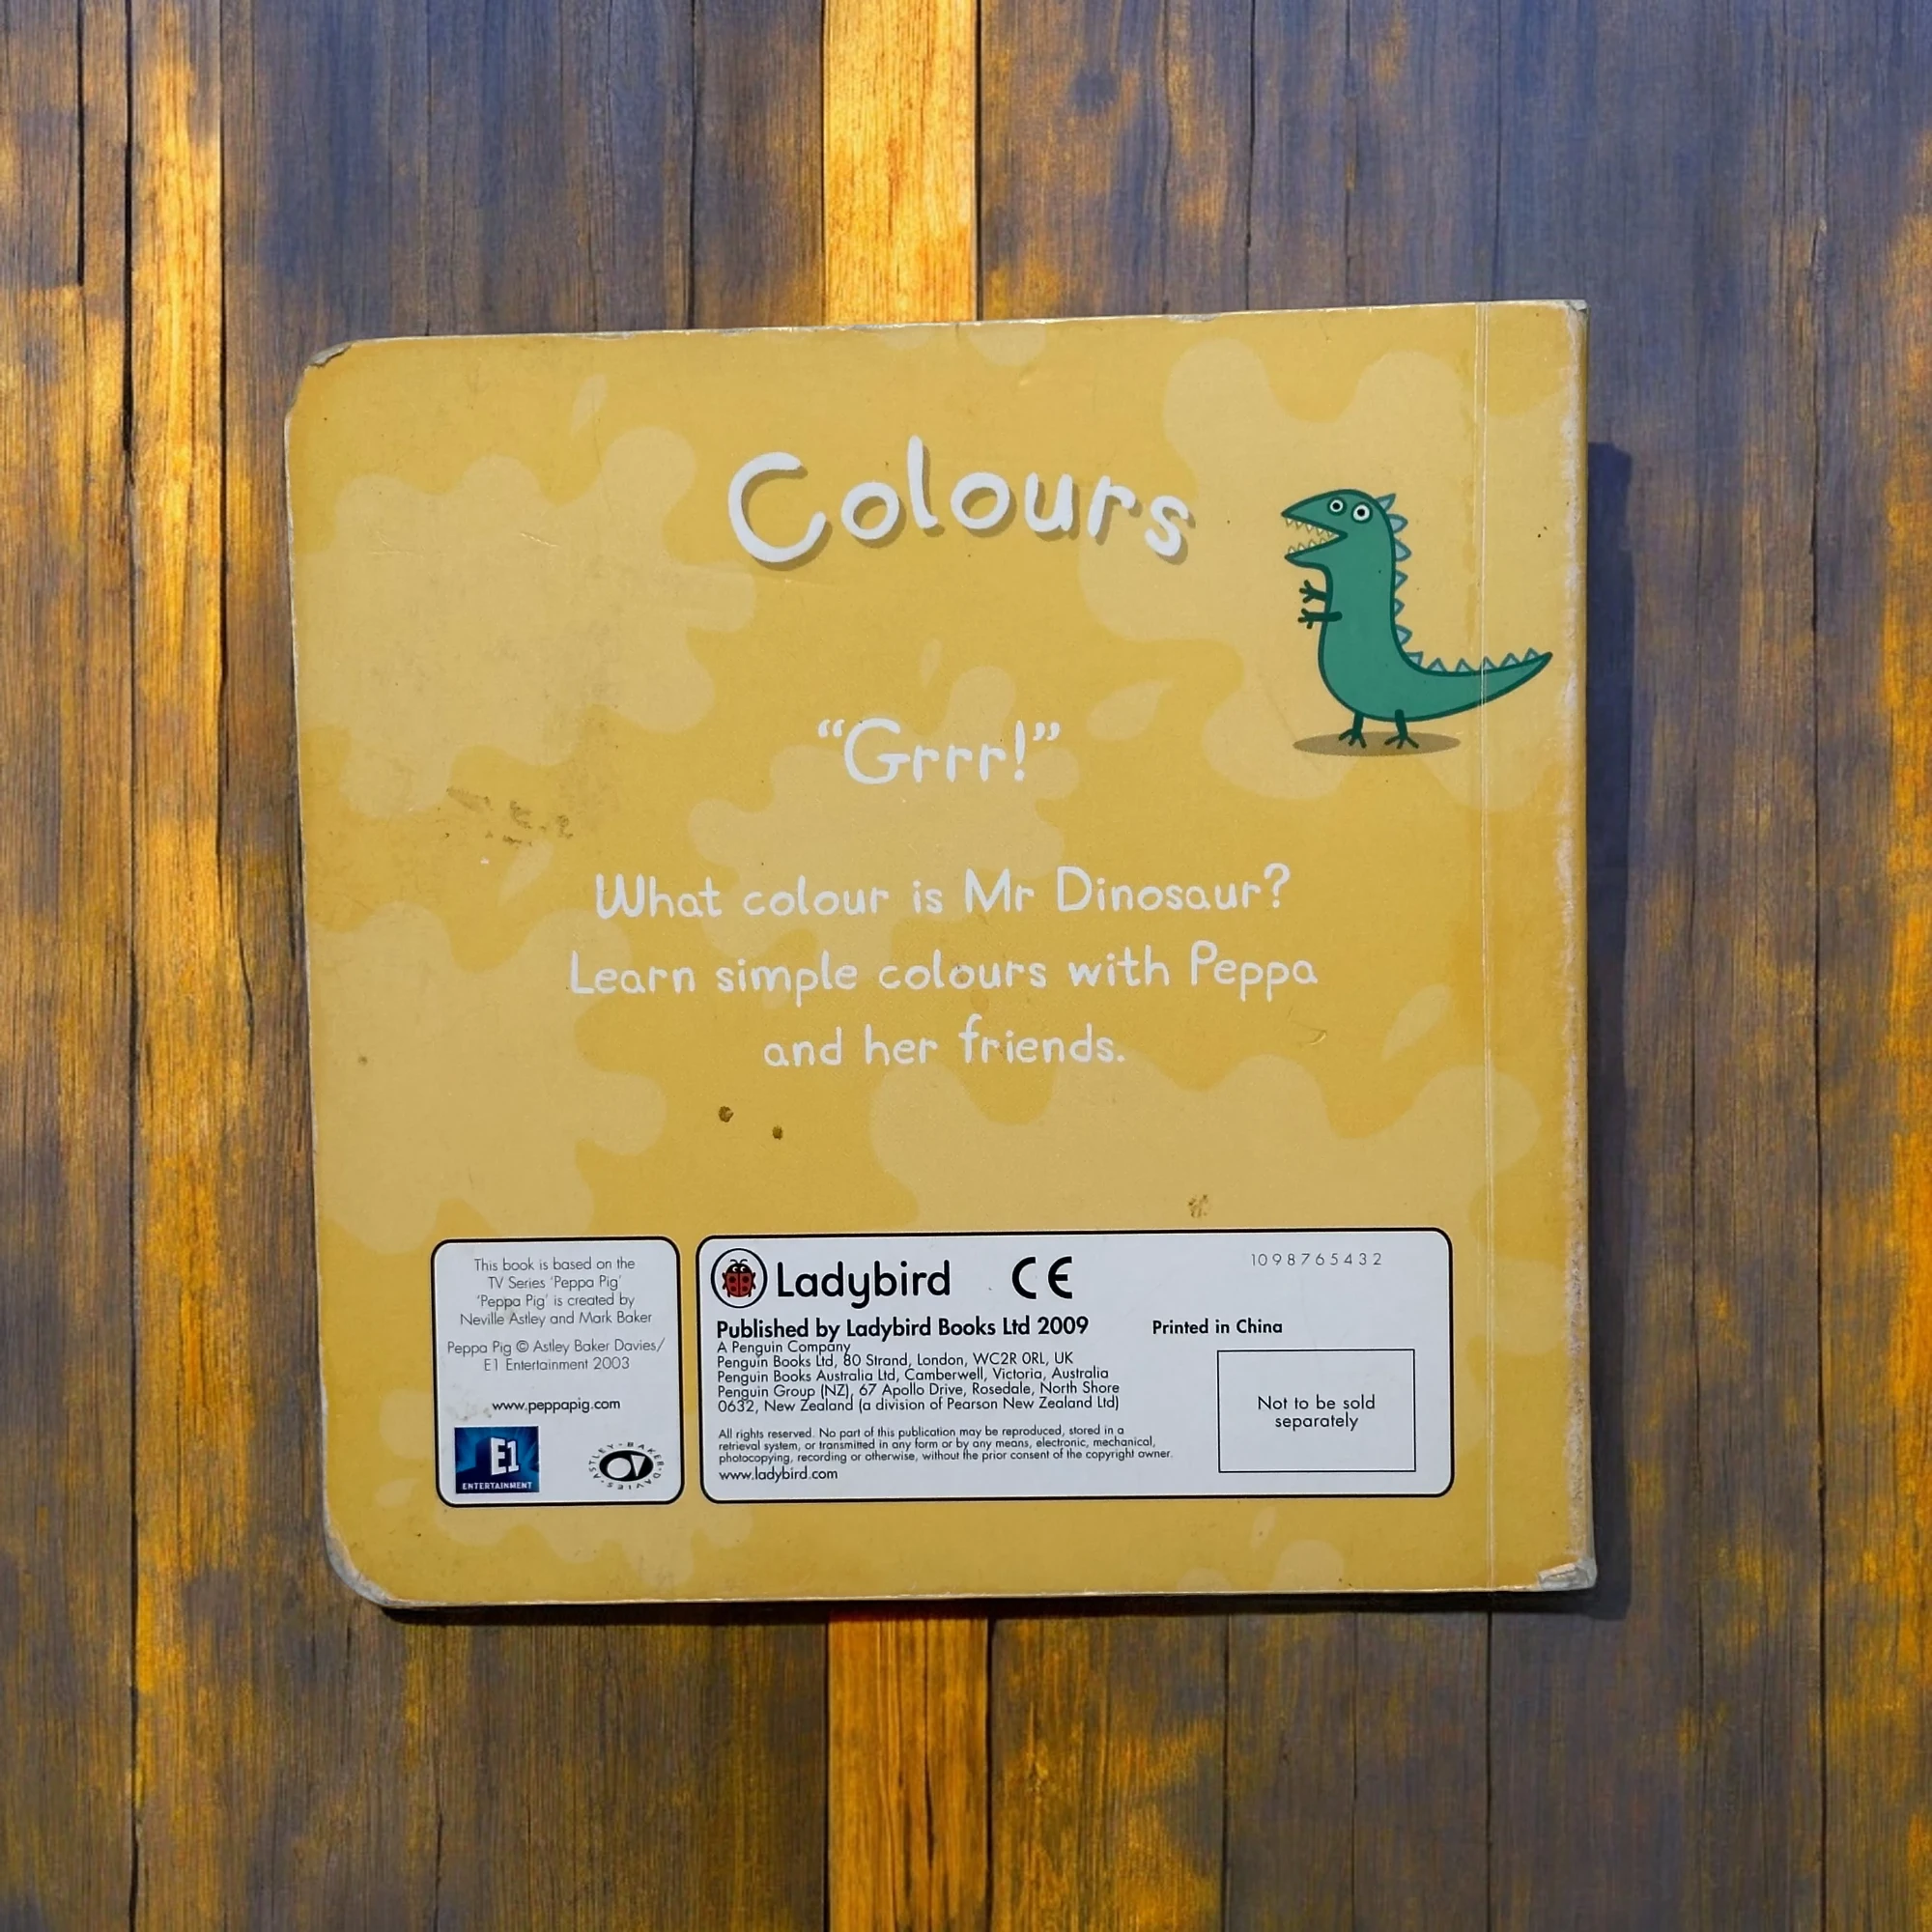 Colours
“Grrr!”
What colour is Mr Dinosaur?
Learn simple colours with Peppa
and her friends.
This book is based on the
TV Series ‘Peppa Pig’
‘Peppa Pig’ is created by
Neville Astley and Mark Baker
Peppa Pig © Astley Baker Davies/
E1 Entertainment 2003
www.peppapig.com
E1
ENTERTAINMENT
ASTLEY·BAKER·DAVIES·
Ladybird
CE
10 9 8 7 6 5 4 3 2
Published by Ladybird Books Ltd 2009
Printed in China
A Penguin Company
Penguin Books Ltd, 80 Strand, London, WC2R 0RL, UK
Penguin Books Australia Ltd, Camberwell, Victoria, Australia
Penguin Group (NZ), 67 Apollo Drive, Rosedale, North Shore
0632, New Zealand (a division of Pearson New Zealand Ltd)
All rights reserved. No part of this publication may be reproduced, stored in a
retrieval system, or transmitted in any form or by any means, electronic, mechanical,
photocopying, recording or otherwise, without the prior consent of the copyright owner.
www.ladybird.com
Not to be sold
separately